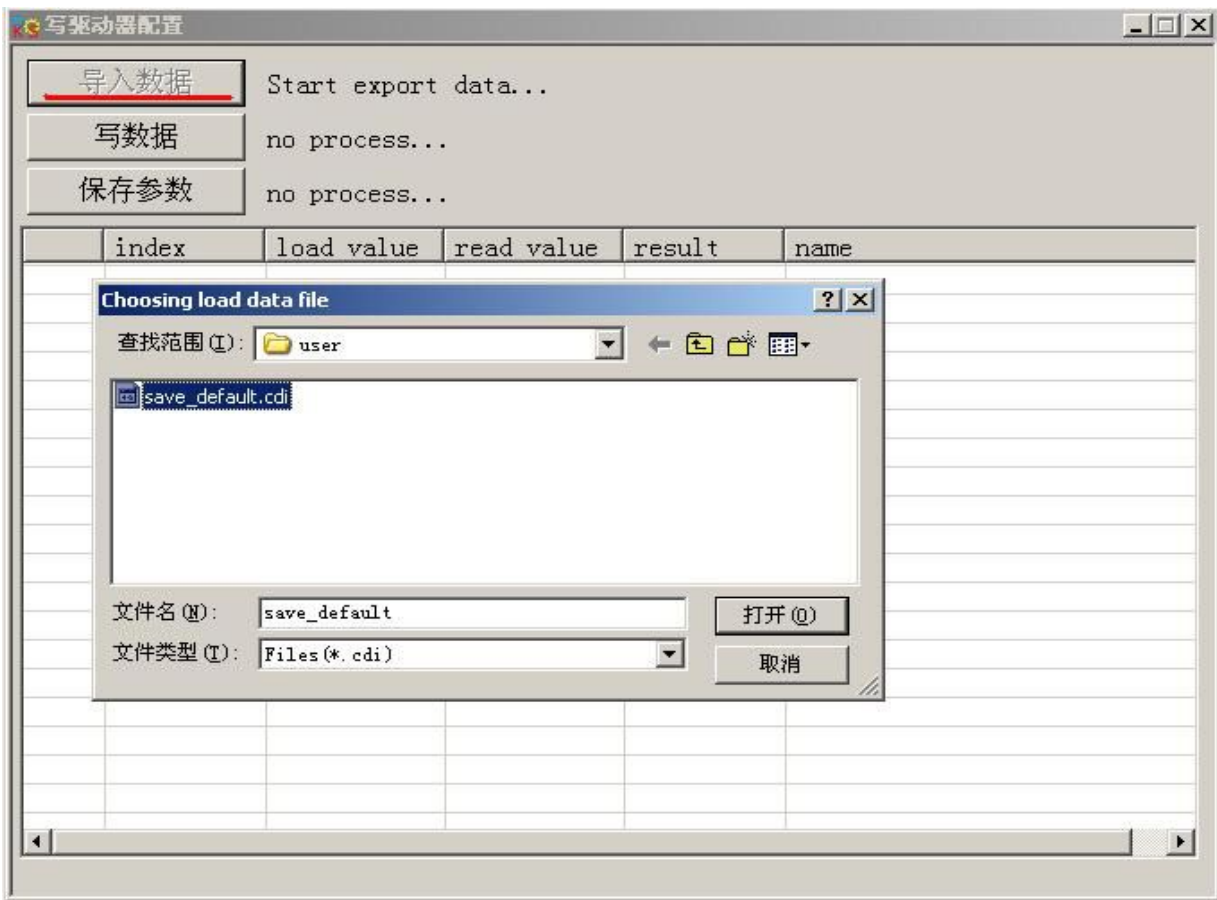 写驱动器配置
导入数据 Start export data...
写数据 no process...
保存参数 no process...
index load value read value result name
Choosing load data file
查找范围(I): user
save_default.cdi
文件名(N): save_default 打开(O)
文件类型(T): Files(*.cdi) 取消